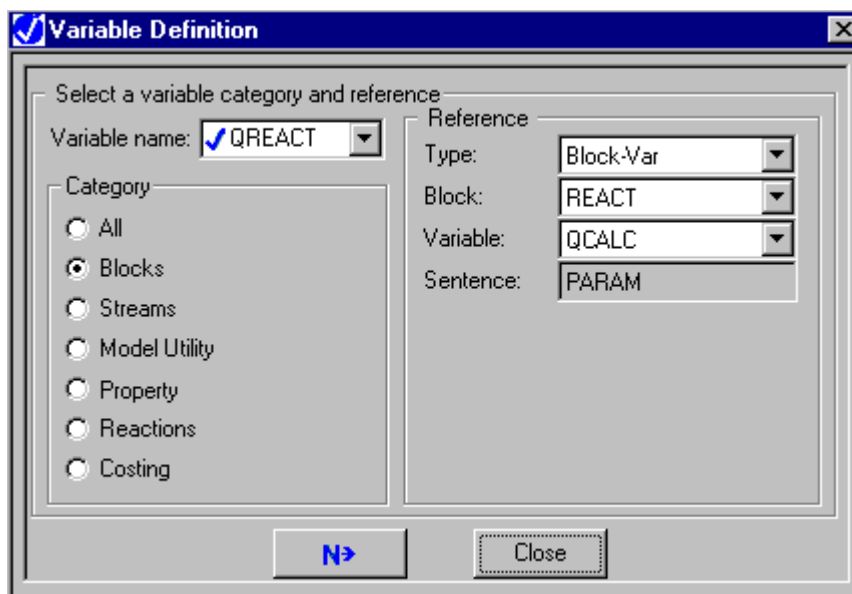 Variable Definition
Select a variable category and reference
Variable name: QREACT
Category
All
Blocks
Streams
Model Utility
Property
Reactions
Costing
Reference
Type: Block-Var
Block: REACT
Variable: QCALC
Sentence: PARAM
N
Close